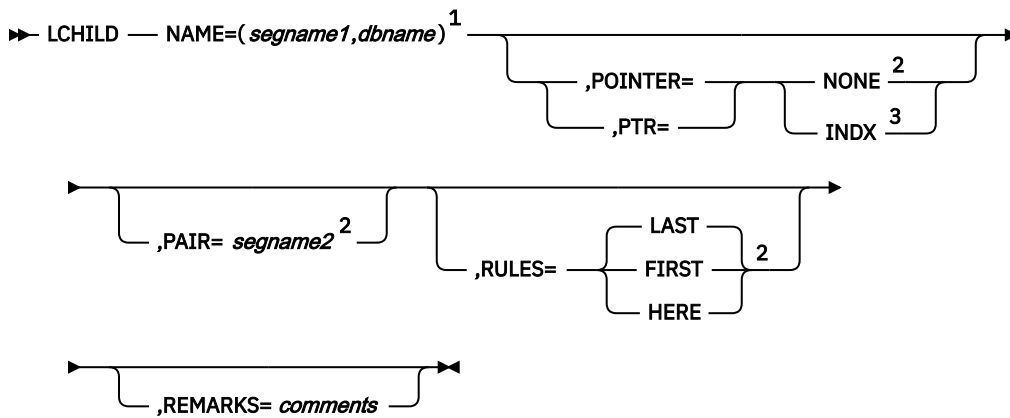 LCHILD NAME=(segname1,dbname) 1
,POINTER= NONE 2
,PTR= INDX 3
,PAIR= segname2 2
LAST
,RULES= FIRST 2
HERE
,REMARKS= comments